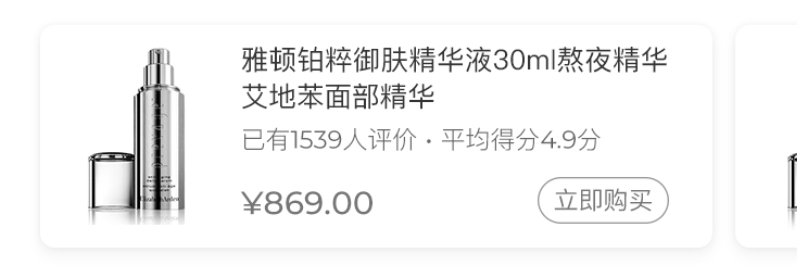 雅顿铂粹御肤精华液30ml熬夜精华
艾地苯面部精华
已有1539人评价·平均得分4.9分
¥869.00
立即购买
Elizabeth Arden